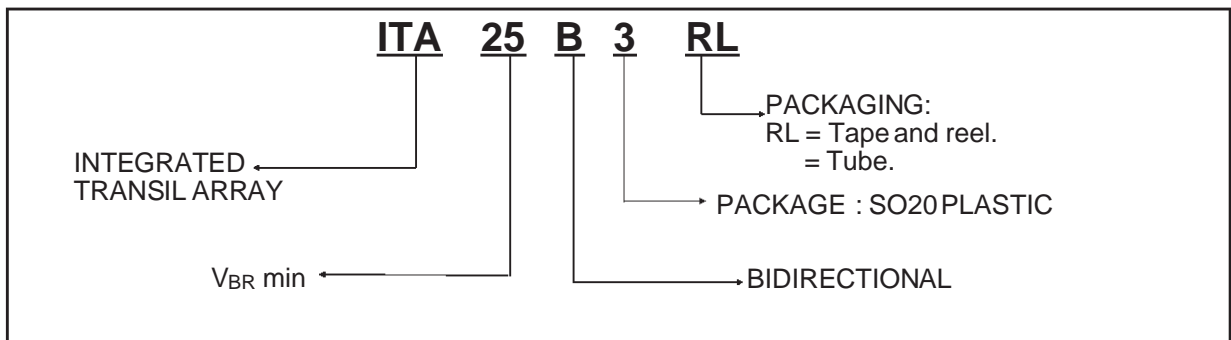 ITA 25 B 3 RL
PACKAGING:
RL = Tape and reel.
= Tube.
INTEGRATED
TRANSIL ARRAY
PACKAGE : SO20 PLASTIC
VBR min
BIDIRECTIONAL